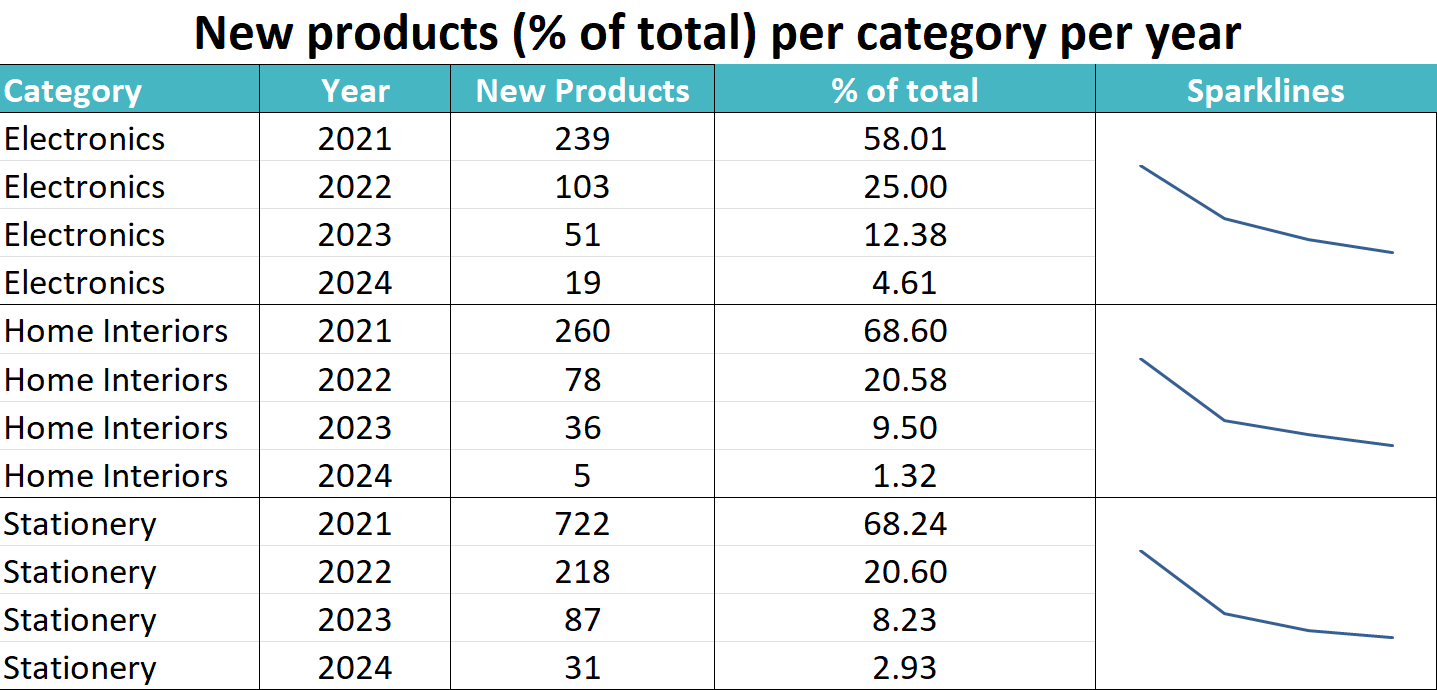 New products (% of total) per category per year
Category Year New Products % of total Sparklines
Electronics 2021 239 58.01
Electronics 2022 103 25.00
Electronics 2023 51 12.38
Electronics 2024 19 4.61
Home Interiors 2021 260 68.60
Home Interiors 2022 78 20.58
Home Interiors 2023 36 9.50
Home Interiors 2024 5 1.32
Stationery 2021 722 68.24
Stationery 2022 218 20.60
Stationery 2023 87 8.23
Stationery 2024 31 2.93